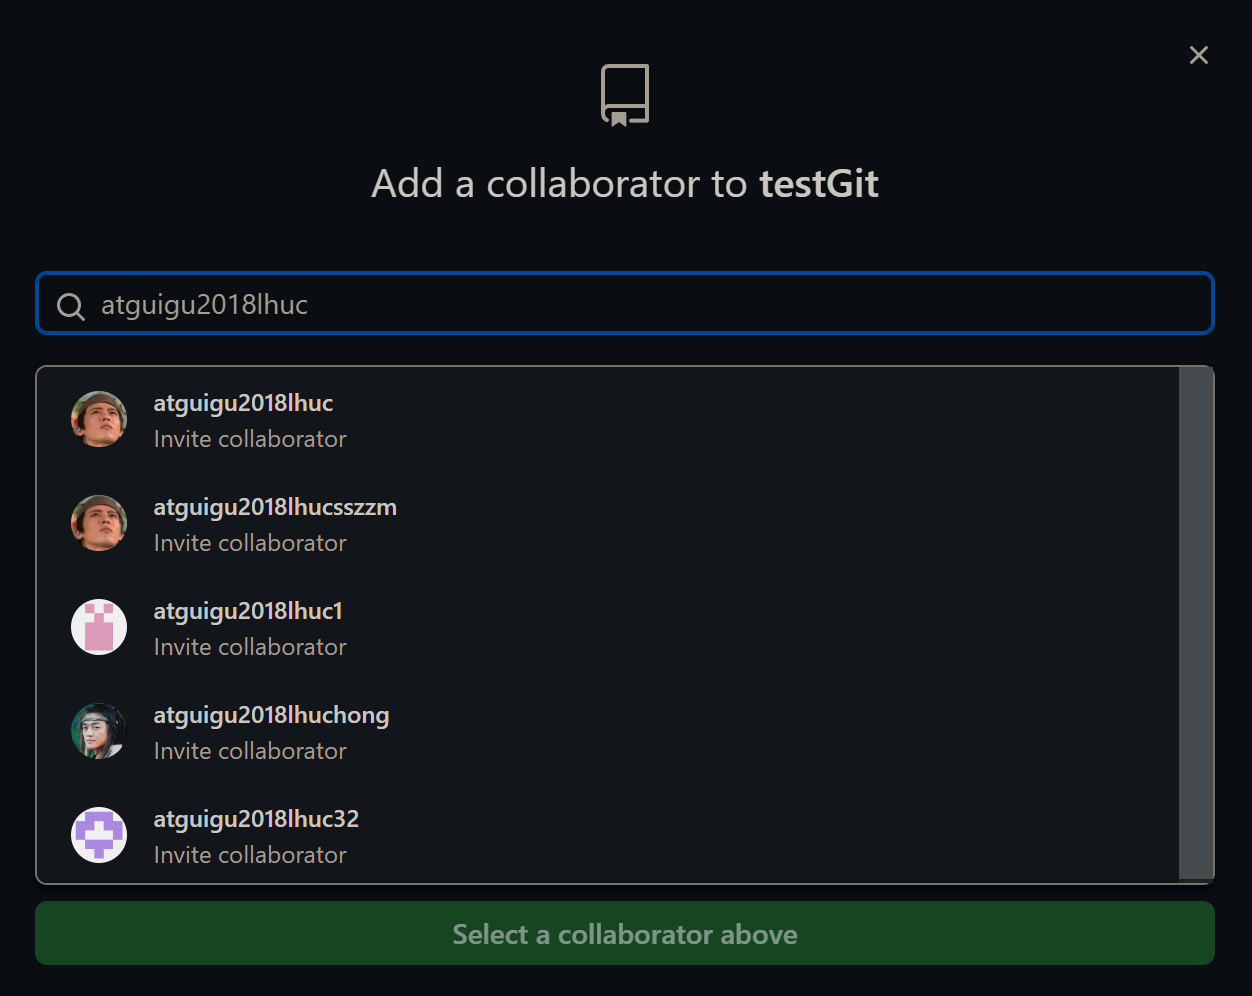 Add a collaborator to testGit
atguigu2018lhuc
atguigu2018lhuc
Invite collaborator
atguigu2018lhucsszzm
Invite collaborator
atguigu2018lhuc1
Invite collaborator
atguigu2018lhuchong
Invite collaborator
atguigu2018lhuc32
Invite collaborator
Select a collaborator above